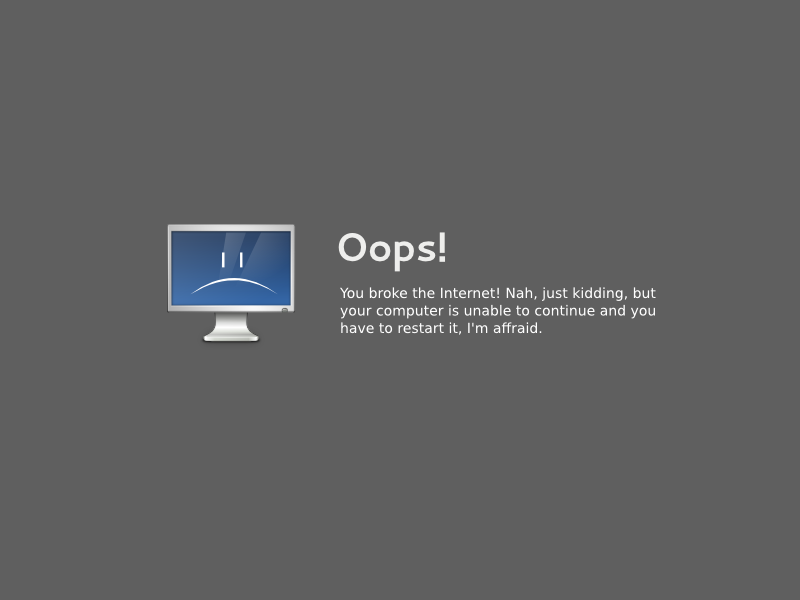 Oops!
You broke the Internet! Nah, just kidding, but
your computer is unable to continue and you
have to restart it, I'm affraid.